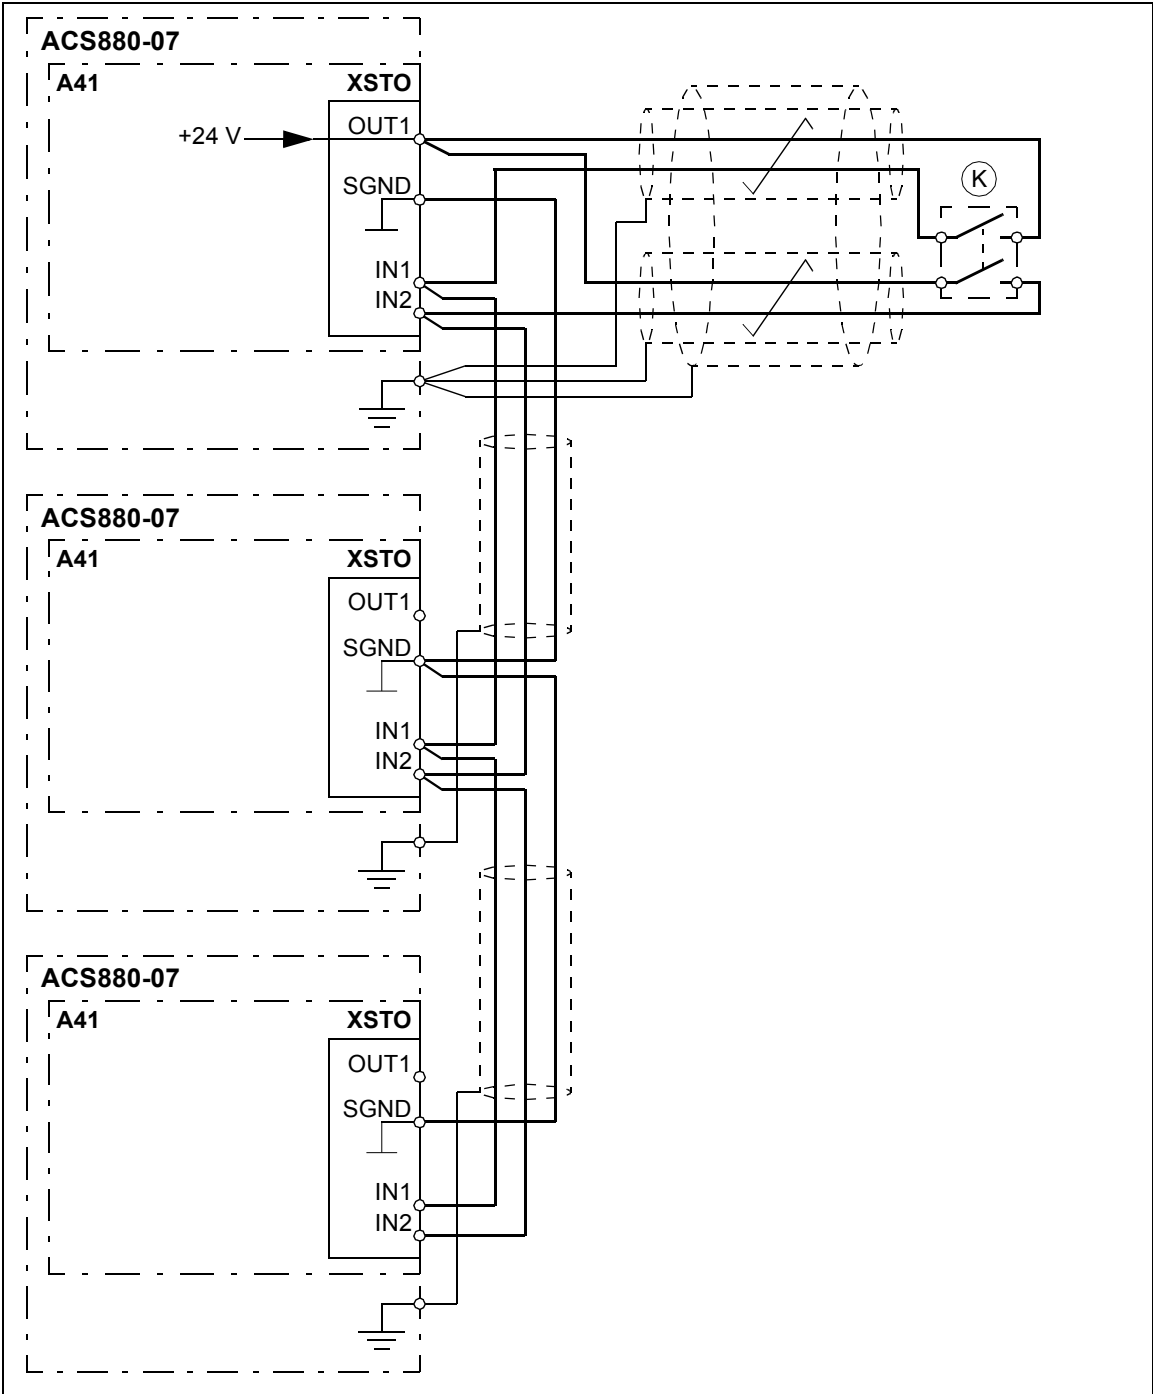 ACS880-07
A41 XSTO
+24 V OUT1
K
SGND
IN1
IN2
ACS880-07
A41 XSTO
OUT1
SGND
IN1
IN2
ACS880-07
A41 XSTO
OUT1
SGND
IN1
IN2